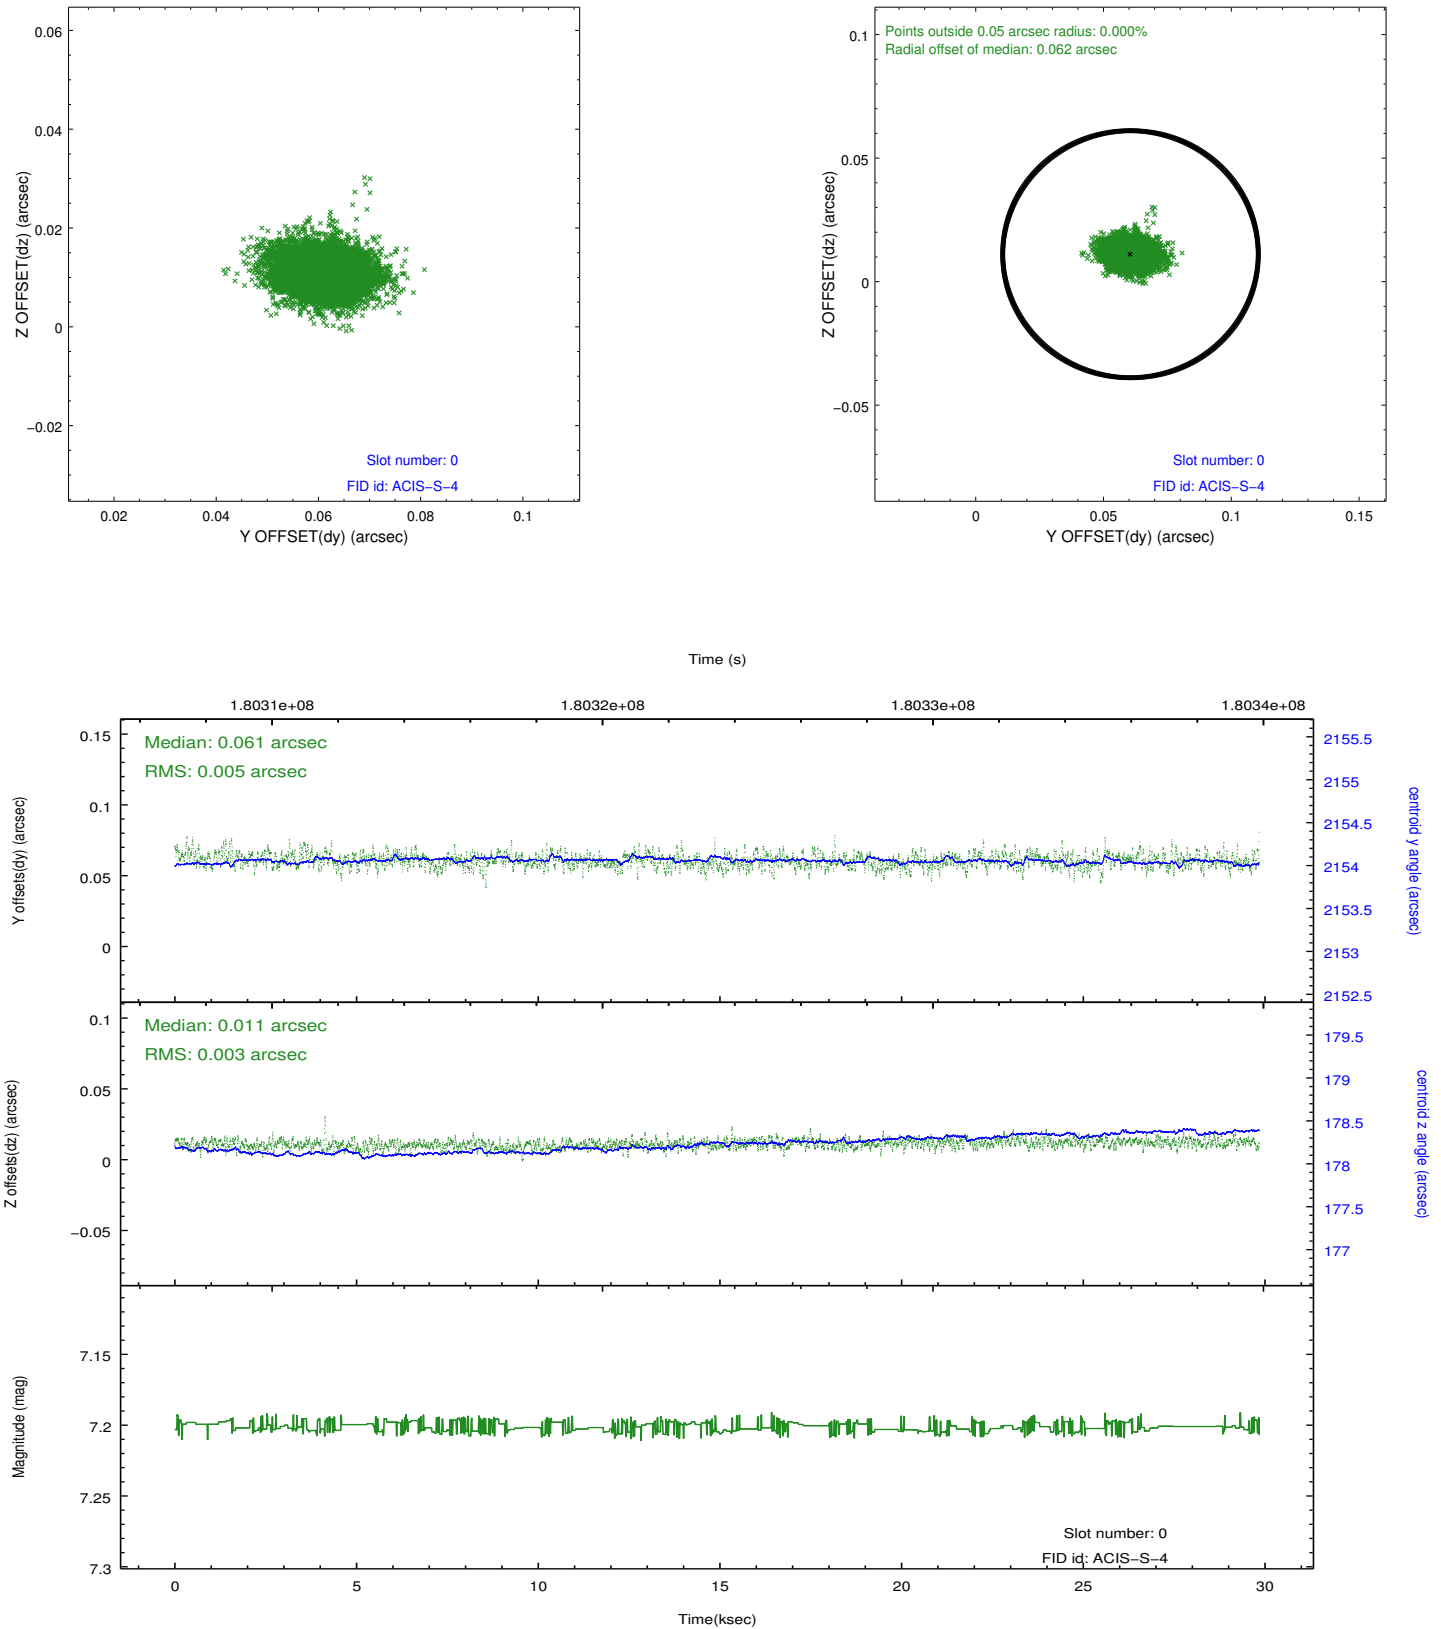 0.06
0.04
0.02
0
−0.02
Z OFFSET(dz) (arcsec)
Slot number: 0
FID id: ACIS−S−4
0.02 0.04 0.06 0.08 0.1
Y OFFSET(dy) (arcsec)
Points outside 0.05 arcsec radius: 0.000%
Radial offset of median: 0.062 arcsec
0.1
0.05
0
−0.05
Z OFFSET(dz) (arcsec)
Slot number: 0
FID id: ACIS−S−4
0 0.05 0.1 0.15
Y OFFSET(dy) (arcsec)
Time (s)
1.8031e+08 1.8032e+08 1.8033e+08 1.8034e+08
Median: 0.061 arcsec
RMS: 0.005 arcsec
0.15
0.1
0.05
0
Y offsets(dy) (arcsec)
2155.5
2155
2154.5
2154
2153.5
2153
2152.5
centroid y angle (arcsec)
Median: 0.011 arcsec
RMS: 0.003 arcsec
0.1
0.05
0
−0.05
Z offsets(dz) (arcsec)
179.5
179
178.5
178
177.5
177
centroid z angle (arcsec)
7.15
7.2
7.25
7.3
Magnitude (mag)
Slot number: 0
FID id: ACIS−S−4
0 5 10 15 20 25 30
Time(ksec)